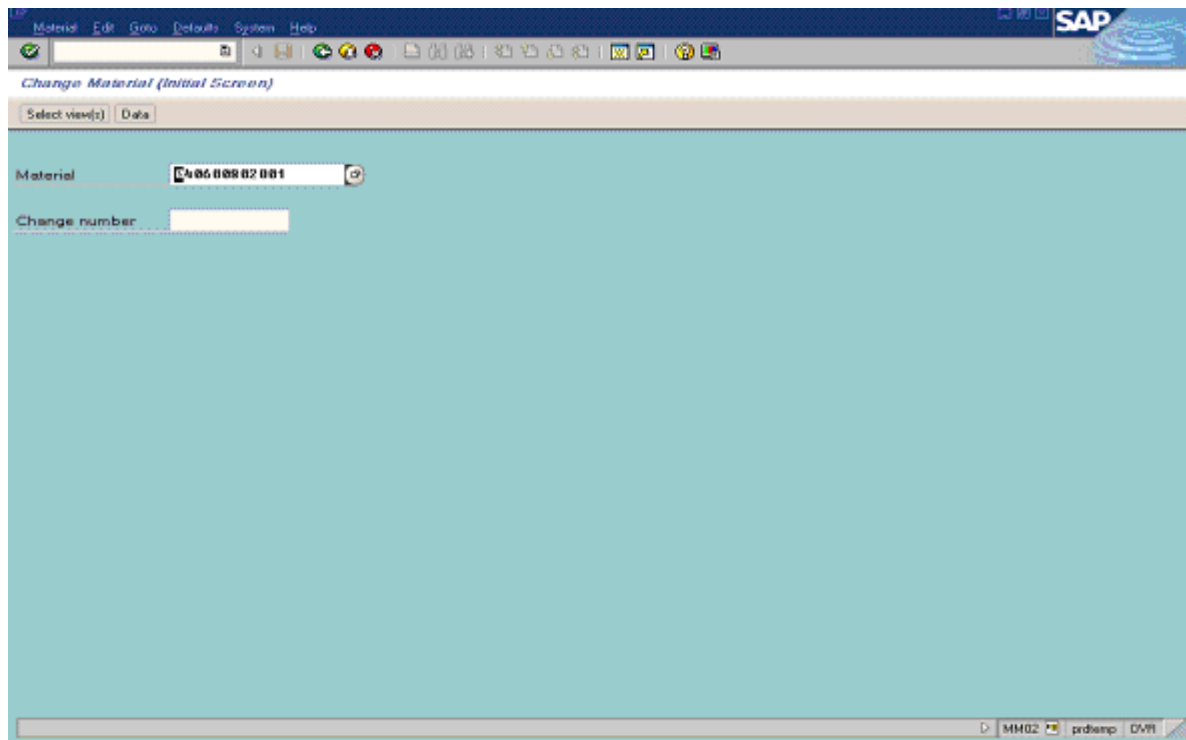 Material Edit Goto Defaults System Help
SAP
Change Material (Initial Screen)
Select view(s) Data
Material
Change number
MM02 prdtemp OVR